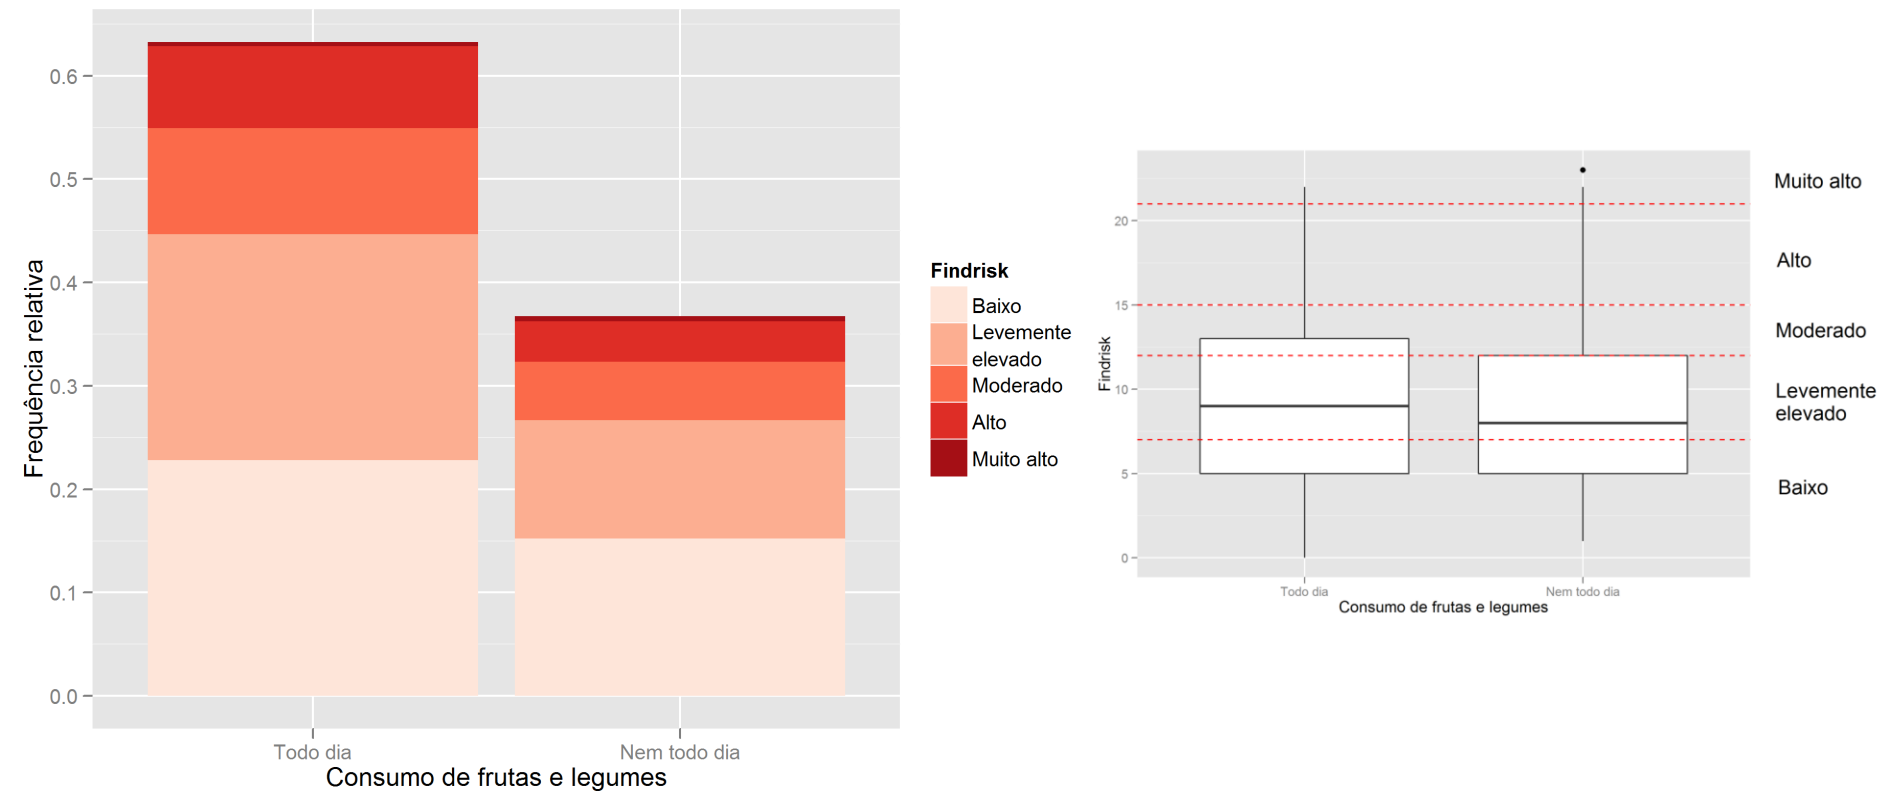 Frequência relativa
0.6
0.5
0.4
0.3
0.2
0.1
0.0
Todo dia
Nem todo dia
Consumo de frutas e legumes
Findrisk
Baixo
Levemente
elevado
Moderado
Alto
Muito alto
Findrisk
20
15
10
5
0
Todo dia
Nem todo dia
Consumo de frutas e legumes
Muito alto
Alto
Moderado
Levemente
elevado
Baixo